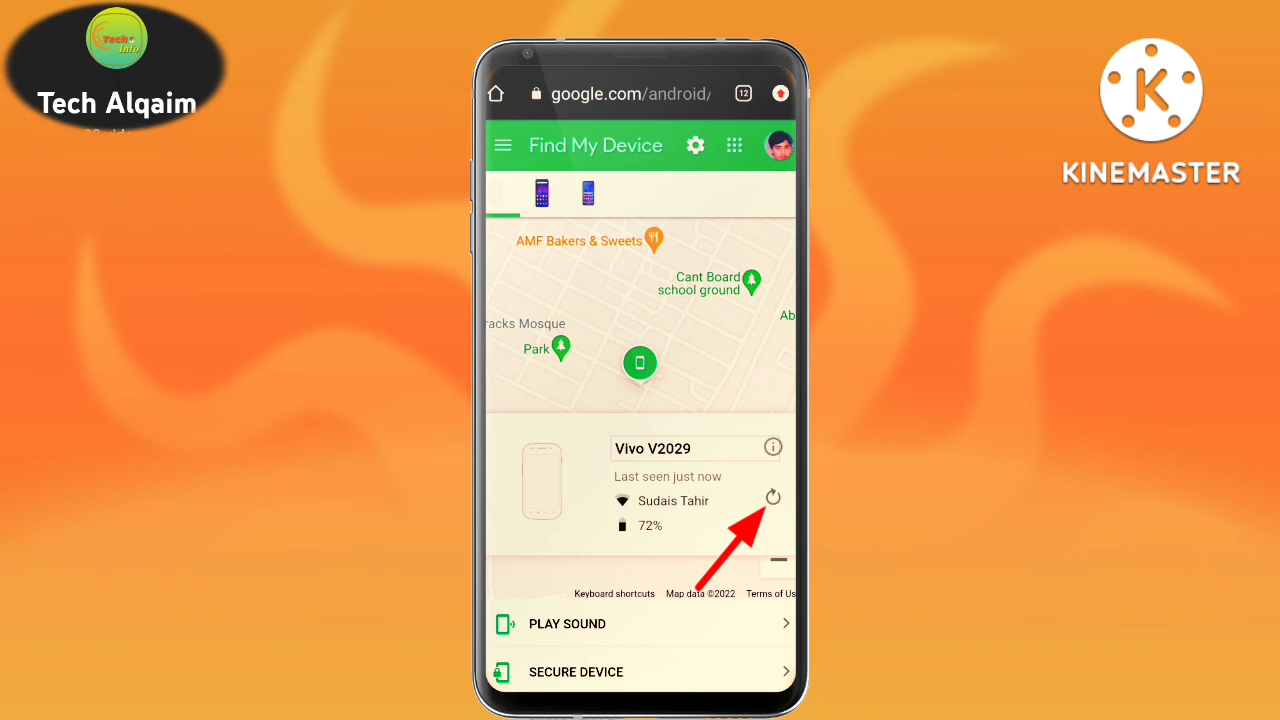 Tech
Info
Tech Alqaim
K
KINEMASTER
google.com/android/
12
Find My Device
AMF Bakers & Sweets
Cant Board
school ground
Ab
racks Mosque
Park
Vivo V2029
Last seen just now
Sudais Tahir
72%
Keyboard shortcuts Map data ©2022 Terms of Us
PLAY SOUND
SECURE DEVICE